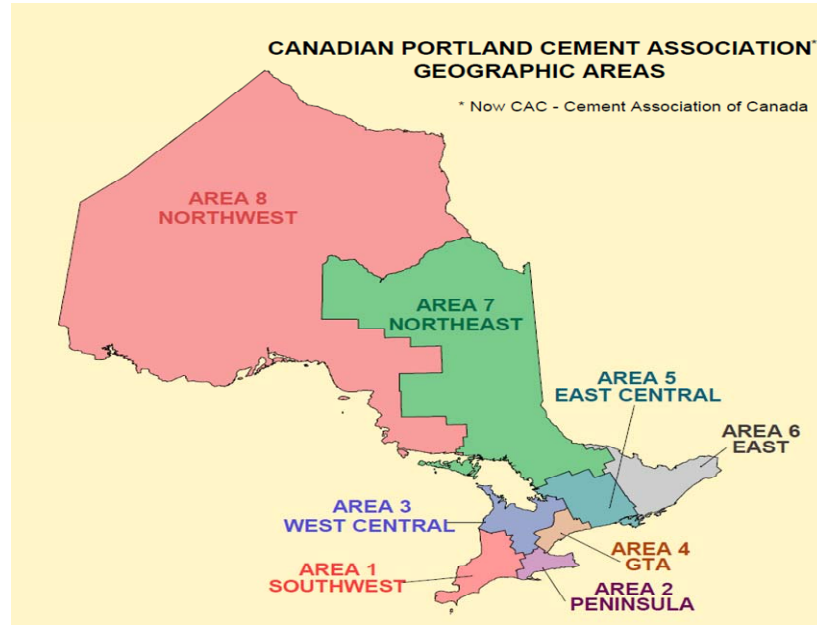 CANADIAN PORTLAND CEMENT ASSOCIATION*
GEOGRAPHIC AREAS
* Now CAC - Cement Association of Canada
AREA 8
NORTHWEST
AREA 7
NORTHEAST
AREA 5
EAST CENTRAL
AREA 6
EAST
AREA 3
WEST CENTRAL
AREA 4
GTA
AREA 1
SOUTHWEST
AREA 2
PENINSULA